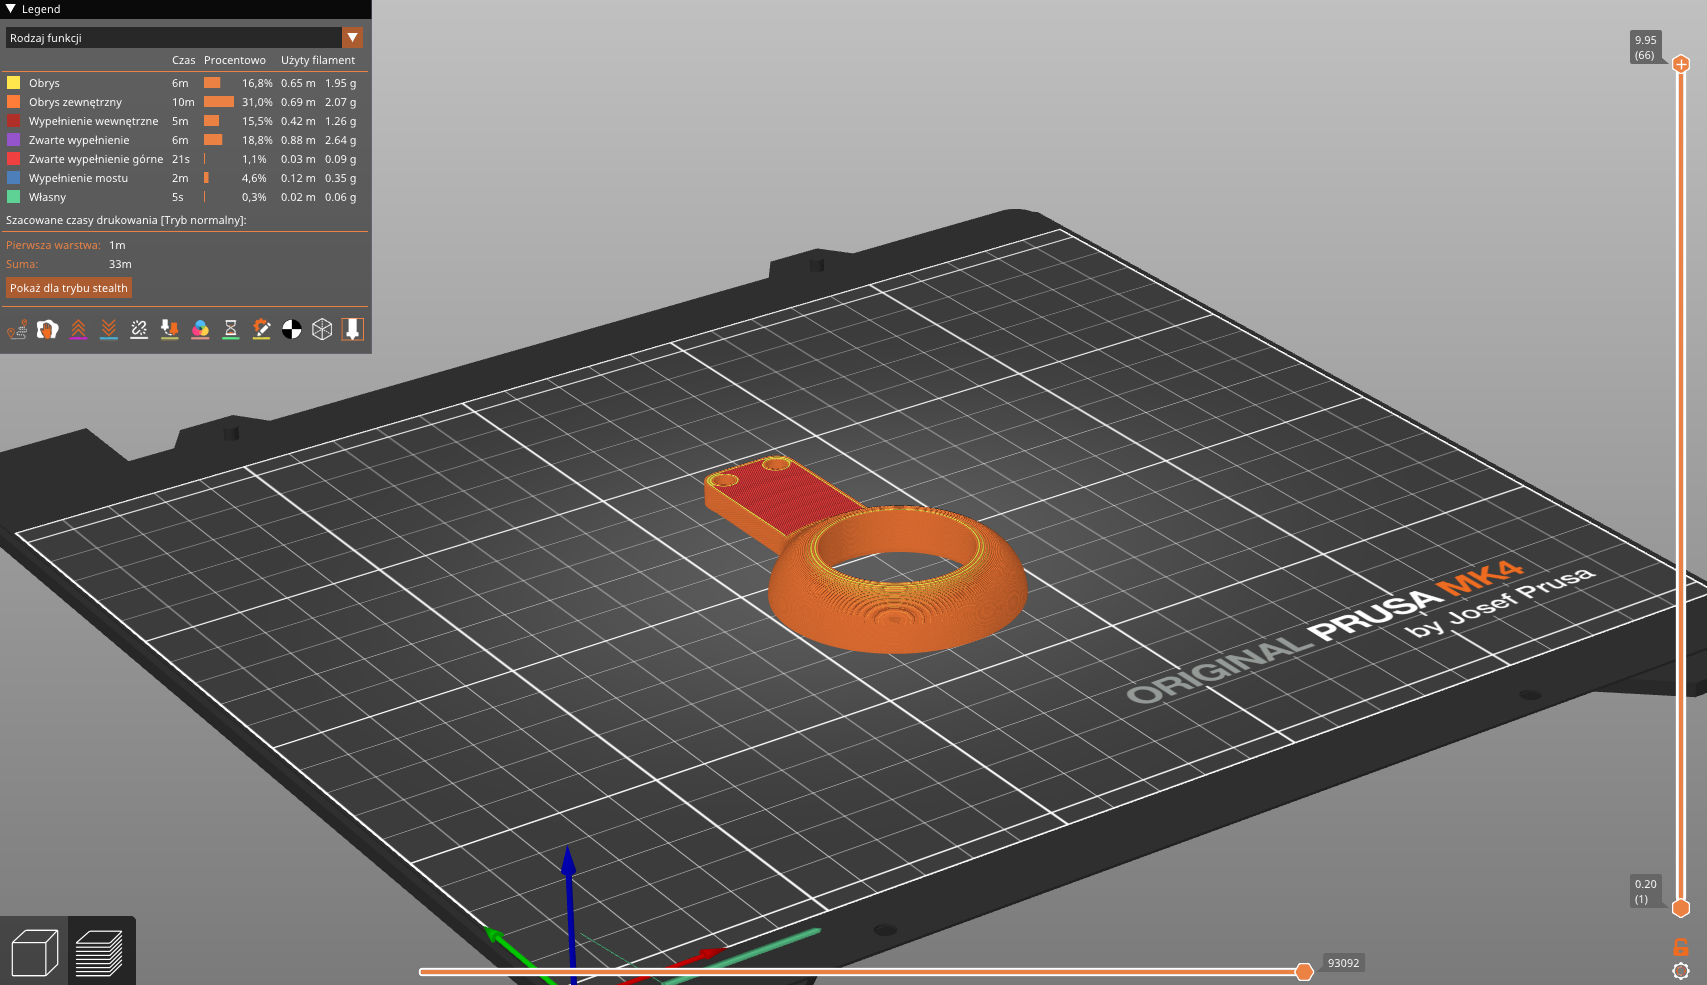 Legend
Rodzaj funkcji
Czas Procentowo Użyty filament
Obrys 6m 16,8% 0.65 m 1.95 g
Obrys zewnętrzny 10m 31,0% 0.69 m 2.07 g
Wypełnienie wewnętrzne 5m 15,5% 0.42 m 1.26 g
Zwarte wypełnienie 6m 18,8% 0.88 m 2.64 g
Zwarte wypełnienie górne 21s 1,1% 0.03 m 0.09 g
Wypełnienie mostu 2m 4,6% 0.12 m 0.35 g
Własny 5s 0,3% 0.02 m 0.06 g
Szacowane czasy drukowania [Tryb normalny]:
Pierwsza warstwa: 1m
Suma: 33m
Pokaż dla trybu stealth
9.95
(66)
ORIGINAL PRUSA MK4
by Josef Prusa
0.20
(1)
93092